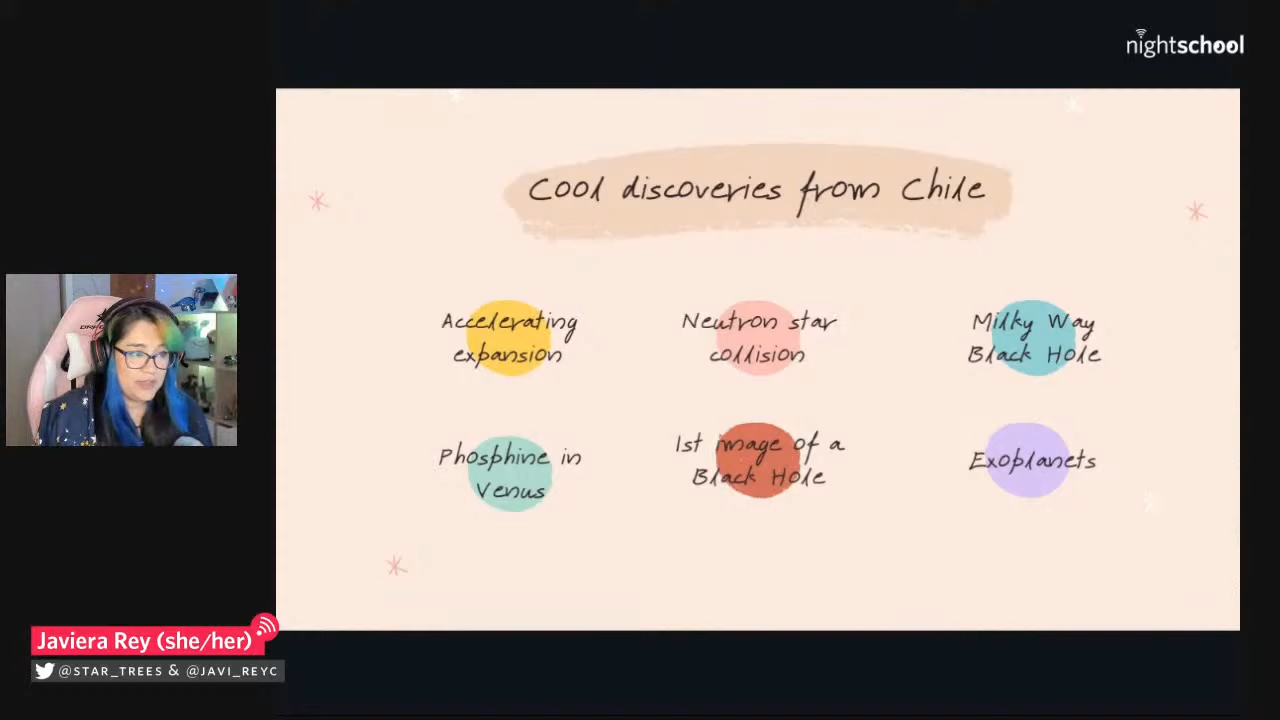 nightschool
Cool discoveries from Chile
Accelerating
expansion
Neutron star
collision
Milky Way
Black Hole
Phosphine in
Venus
1st image of a
Black Hole
Exoplanets
Javiera Rey (she/her)
@STAR_TREES & @JAVI_REYC